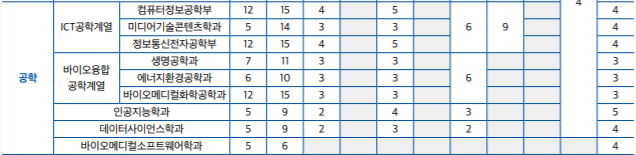 4
컴퓨터정보공학부 12 15 4 5 4
ICT공학계열 미디어기술콘텐츠학과 5 14 3 3 6 9 4
정보통신전자공학부 12 15 4 5 4
생명공학과 7 11 3 3 3
공학 바이오융합 공학계열 에너지환경공학과 6 10 3 3 6 3
바이오메디컬화학공학과 12 15 3 3 3
인공지능학과 5 9 2 4 3 5
데이터사이언스학과 5 9 2 3 2 4
바이오메디컬소프트웨어학과 5 6 4